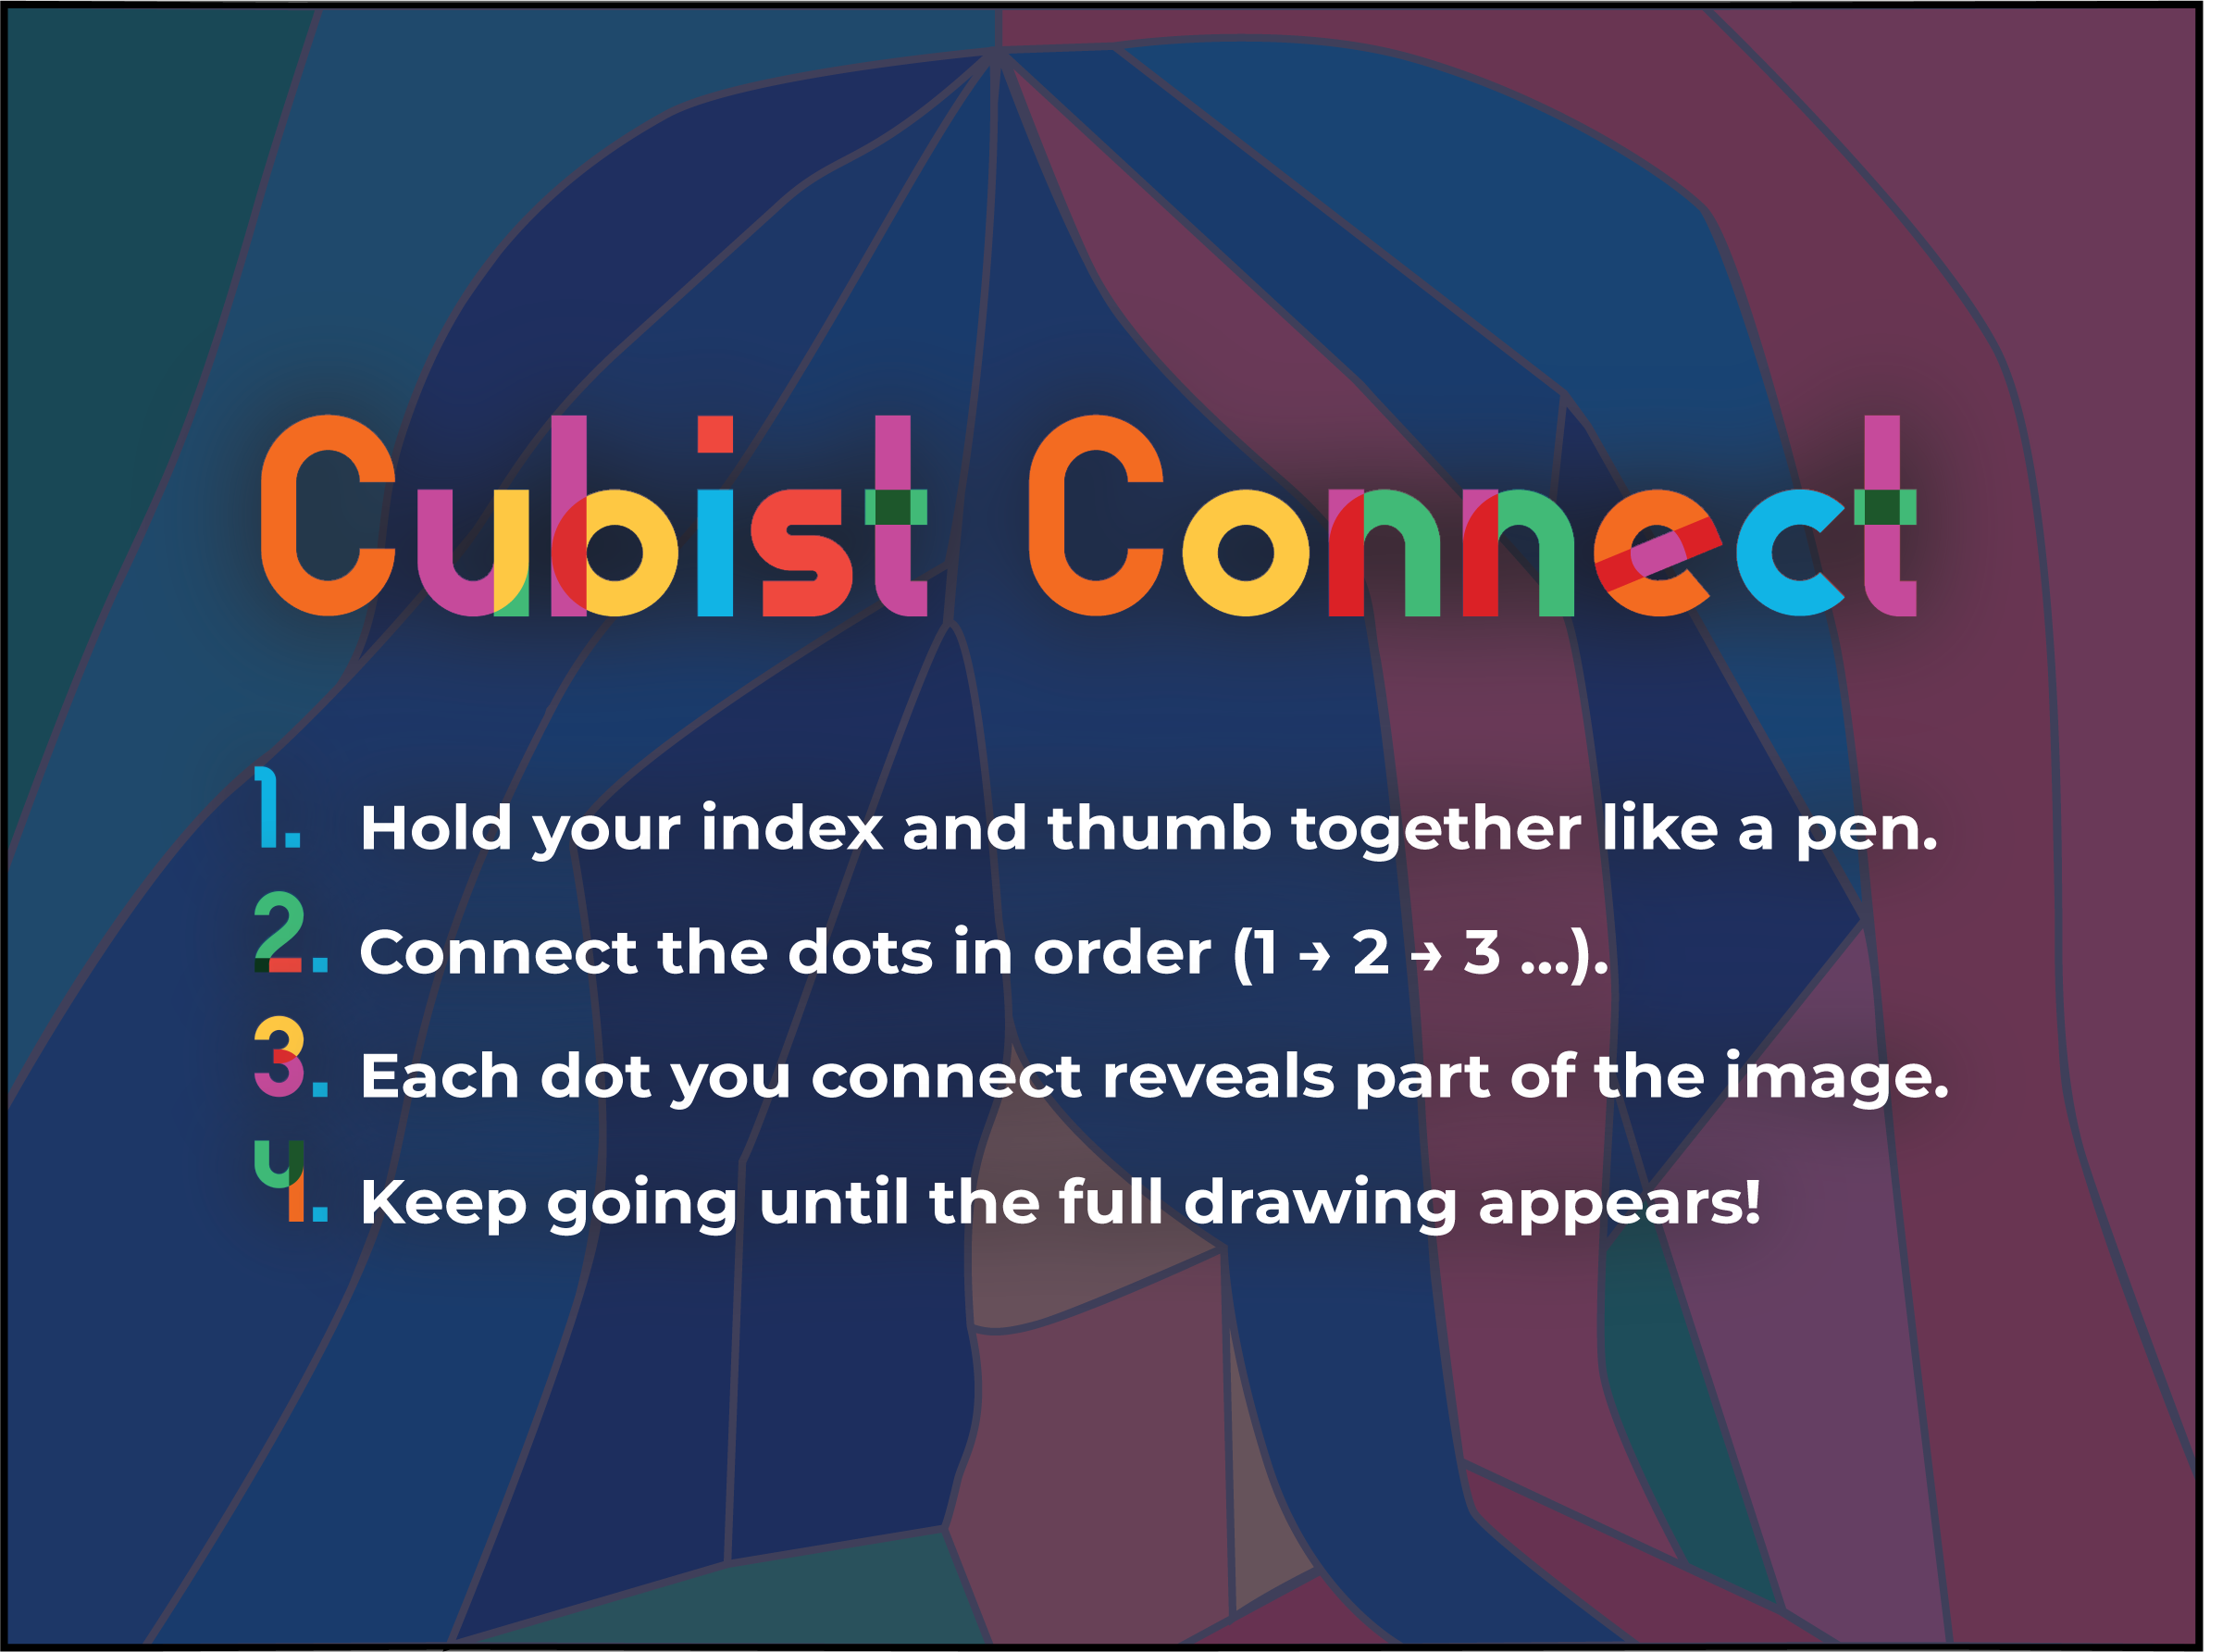 Cubist Connect
1. Hold your index and thumb together like a pen.
2. Connect the dots in order (1 → 2 → 3 ...).
3. Each dot you connect reveals part of the image.
4. Keep going until the full drawing appears!